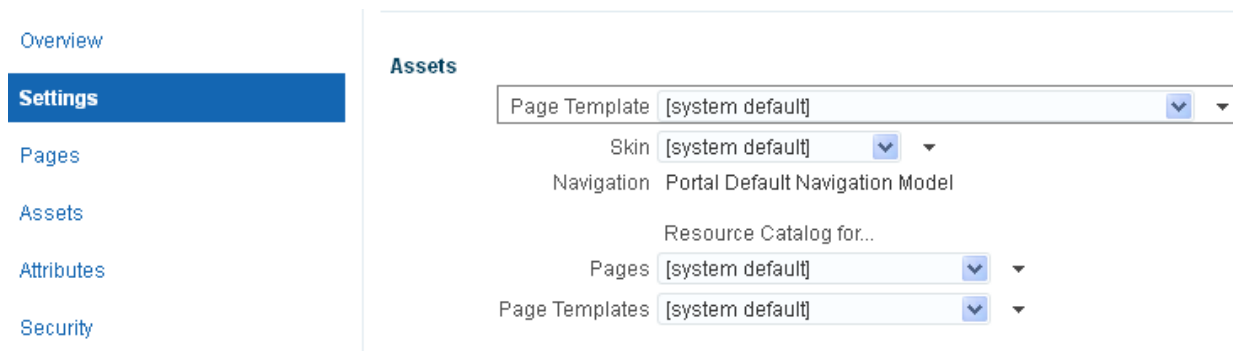 Overview
Settings
Pages
Assets
Attributes
Security
Assets
Page Template [system default]
Skin [system default]
Navigation Portal Default Navigation Model
Resource Catalog for...
Pages [system default]
Page Templates [system default]